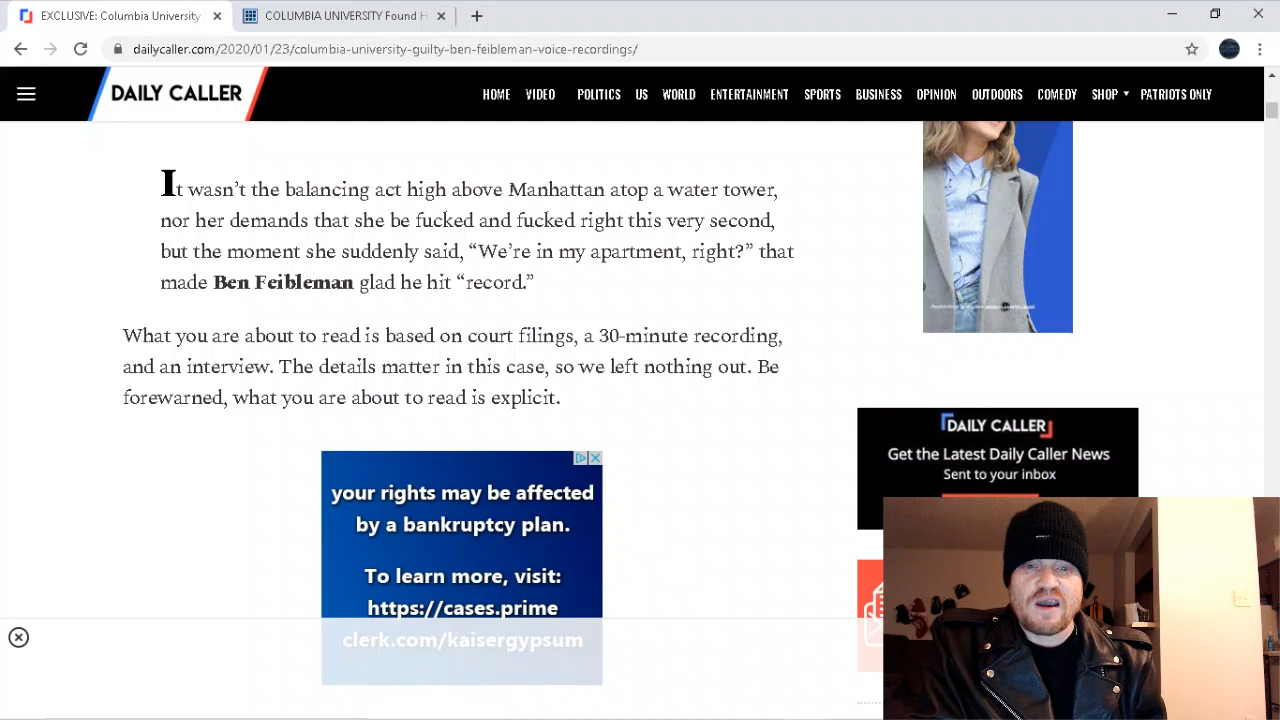 EXCLUSIVE: Columbia University
COLUMBIA UNIVERSITY Found H
dailycaller.com/2020/01/23/columbia-university-guilty-ben-feibleman-voice-recordings/
DAILY CALLER
HOME VIDEO POLITICS US WORLD ENTERTAINMENT SPORTS BUSINESS OPINION OUTDOORS COMEDY SHOP PATRIOTS ONLY
It wasn’t the balancing act high above Manhattan atop a water tower,
nor her demands that she be fucked and fucked right this very second,
but the moment she suddenly said, “We’re in my apartment, right?” that
made Ben Feibleman glad he hit “record.”
What you are about to read is based on court filings, a 30-minute recording,
and an interview. The details matter in this case, so we left nothing out. Be
forewarned, what you are about to read is explicit.
your rights may be affected
by a bankruptcy plan.
To learn more, visit:
https://cases.prime
clerk.com/kaisergypsum
DAILY CALLER
Get the Latest Daily Caller News
Sent to your inbox